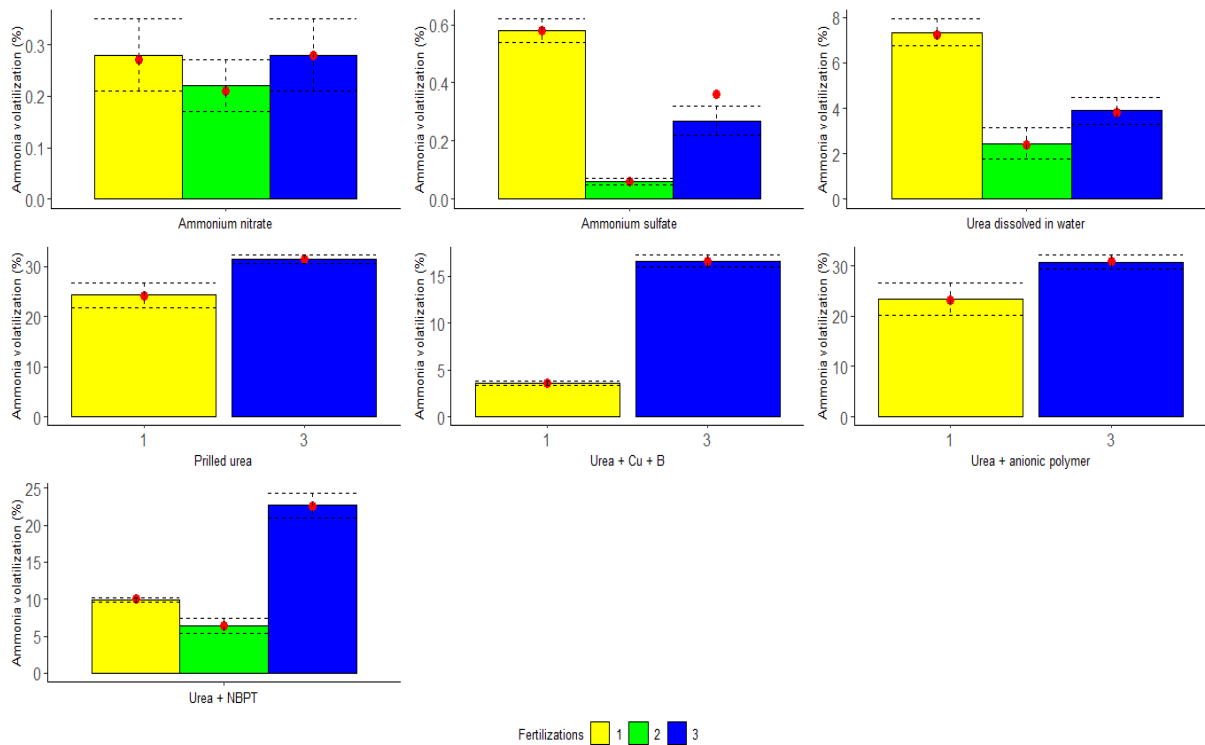 Ammonia volatilization (%)
0.3
0.2
0.1
0.0
Ammonium nitrate
Ammonia volatilization (%)
0.6
0.4
0.2
0.0
Ammonium sulfate
Ammonia volatilization (%)
8
6
4
2
0
Urea dissolved in water
Ammonia volatilization (%)
30
20
10
0
1 3
Prilled urea
Ammonia volatilization (%)
15
10
5
0
1 3
Urea + Cu + B
Ammonia volatilization (%)
30
20
10
0
1 3
Urea + anionic polymer
Ammonia volatilization (%)
25
20
15
10
5
0
Urea + NBPT
Fertilizations 1 2 3